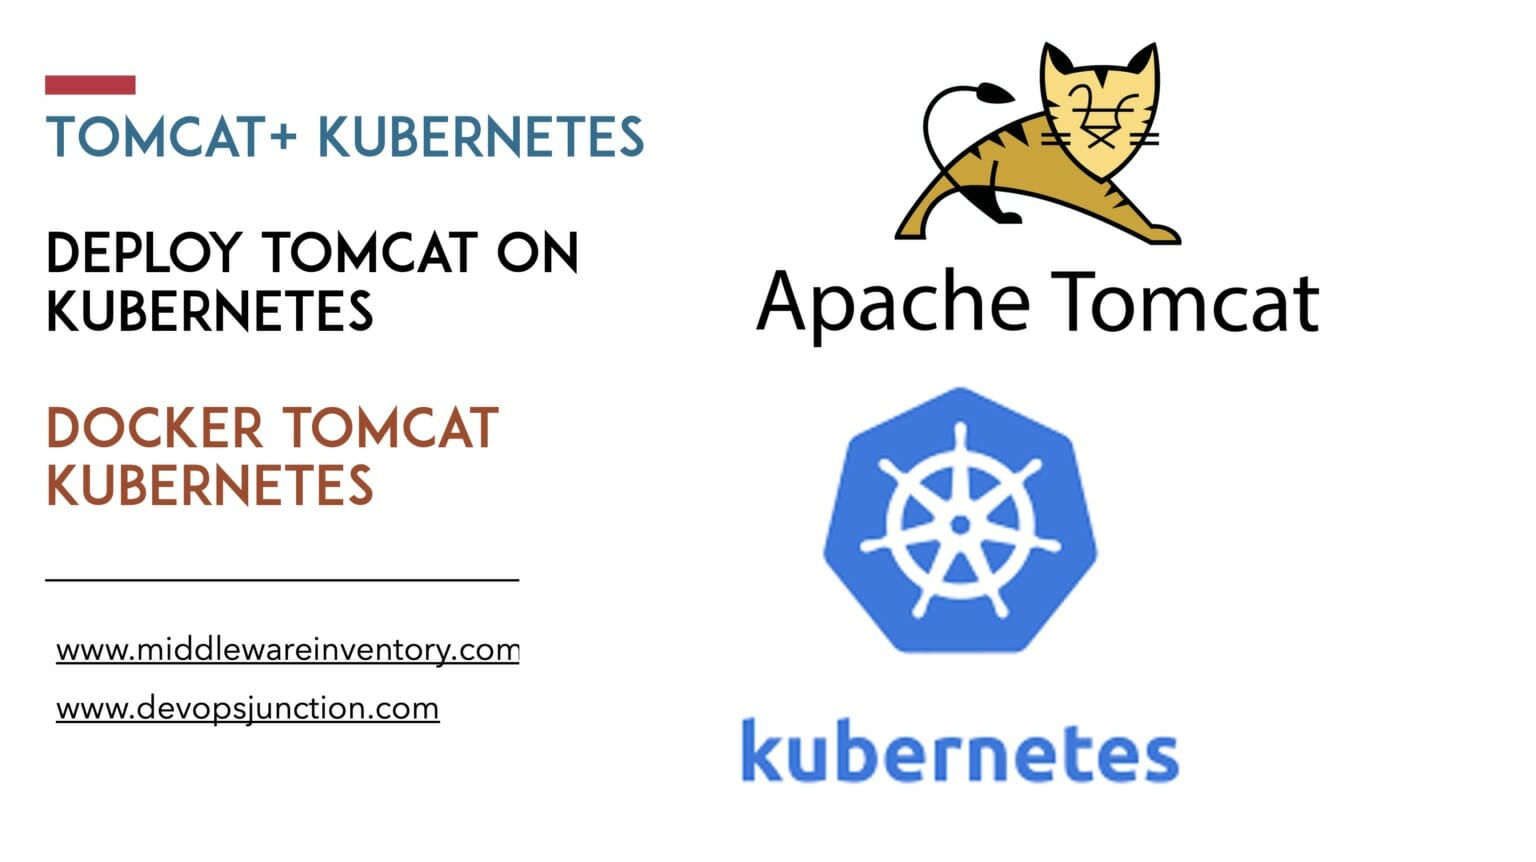 TOMCAT+ KUBERNETES
DEPLOY TOMCAT ON
KUBERNETES
DOCKER TOMCAT
KUBERNETES
www.middlewareinventory.com
www.devopsjunction.com
Apache Tomcat
kubernetes